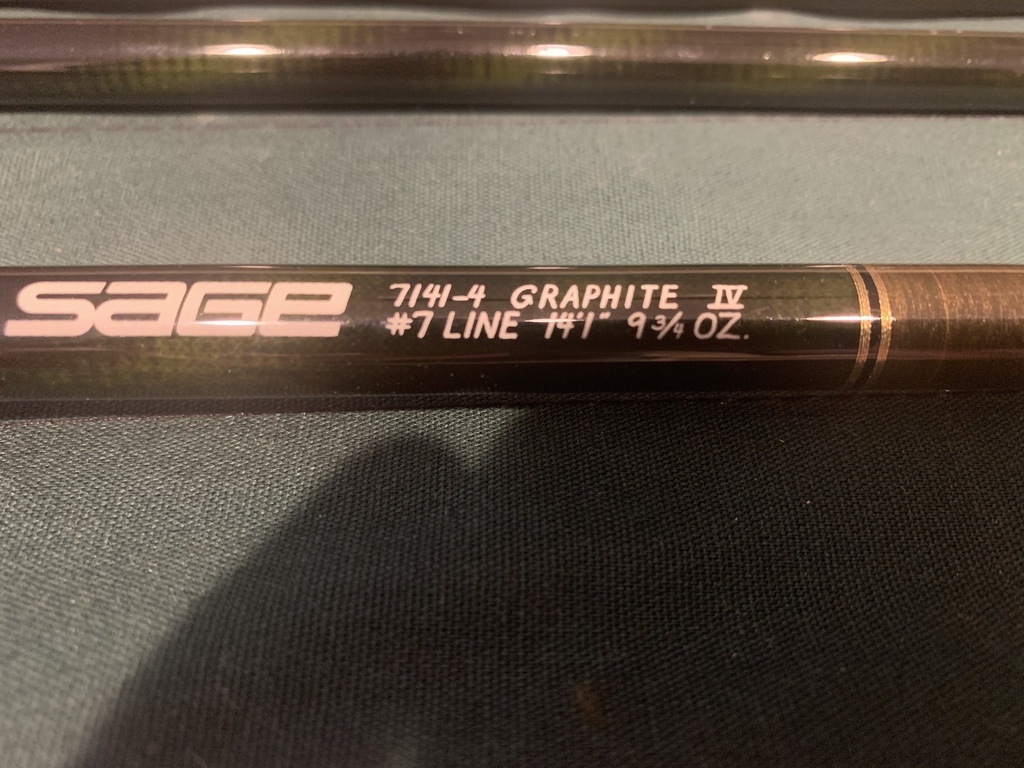 SAGE
7141-4 GRAPHITE IV
#7 LINE 14'1" 9 3/4 OZ.